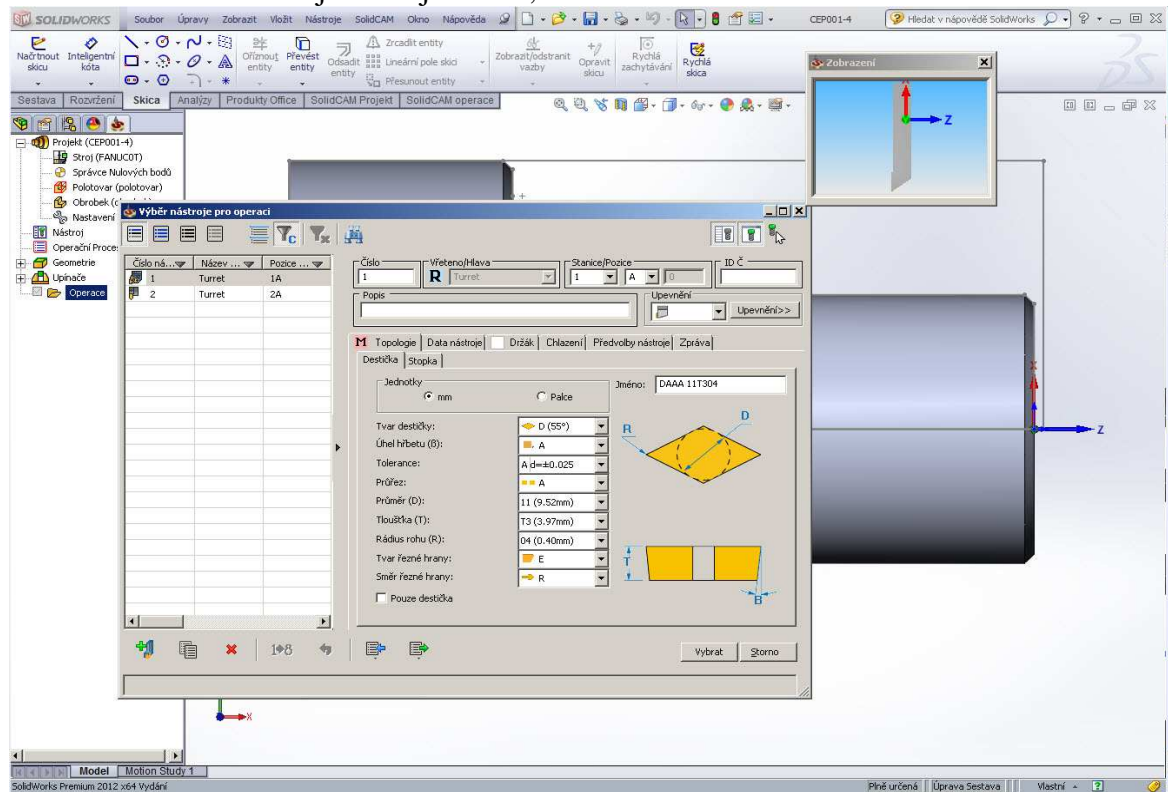 SOLIDWORKS Soubor Úpravy Zobrazit Vložit Nástroje SolidCAM Okno Nápověda CEP001-4 Hledat v nápovědě SolidWorks
Načrtnout skicu
Inteligentní kóta
Oříznout entity
Převést entity
Odsadit entity
Zrcadlit entity
Lineární pole skici
Přesunout entity
Zobrazit/odstranit vazby
Opravit skicu
Rychlá zachytávání
Rychlá skica
Sestava Rozvržení Skica Analýzy Produkty Office SolidCAM Projekt SolidCAM operace
Zobrazení
Z
Projekt (CEP001-4)
Stroj (FANUC0T)
Správce Nulových bodů
Polotovar (polotovar)
Obrobek (
Nastavení
Nástroj
Operační Proce
Geometrie
Upínače
Operace
Výběr nástroje pro operaci
Číslo ná... Název ... Pozice ...
1 Turret 1A
2 Turret 2A
Číslo Vřeteno/Hlava Stanice/Pozice ID Č
1 R Turret 1 A 0
Popis Upevnění
Upevnění>>
M Topologie Data nástroje Držák Chlazení Předvolby nástroje Zpráva
Destička Stopka
Jednotky
mm Palce
Jméno: DAAA 11T304
Tvar destičky: D (55°)
Úhel hřbetu (ß): A
Tolerance: A d=±0.025
Průřez: A
Průměr (D): 11 (9.52mm)
Tloušťka (T): T3 (3.97mm)
Rádius rohu (R): 04 (0.40mm)
Tvar řezné hrany: E
Směr řezné hrany: R
Pouze destička
R D
T
B
1 8
Vybrat Storno
X
Z
X
Model Motion Study 1
SolidWorks Premium 2012 x64 Vydání Plně určená Úprava Sestava Vlastní